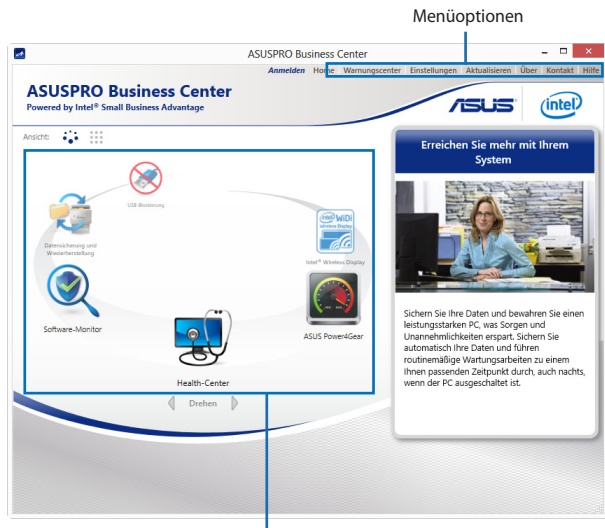 Menüoptionen
ASUSPRO Business Center
Anmelden Home Warnungscenter Einstellungen Aktualisieren Über Kontakt Hilfe
ASUSPRO Business Center
Powered by Intel® Small Business Advantage
ASUS
intel
Ansicht:
Erreichen Sie mehr mit Ihrem
System
USB Blockierung
Datensicherung und
Wiederherstellung
intel WiDi
Wireless Display
Intel® Wireless Display
Software-Monitor
ASUS Power4Gear
Health-Center
Drehen
Sichern Sie Ihre Daten und bewahren Sie einen
leistungsstarken PC, was Sorgen und
Unannehmlichkeiten erspart. Sichern Sie
automatisch Ihre Daten und führen
routinemäßige Wartungsarbeiten zu einem
Ihnen passenden Zeitpunkt durch, auch nachts,
wenn der PC ausgeschaltet ist.